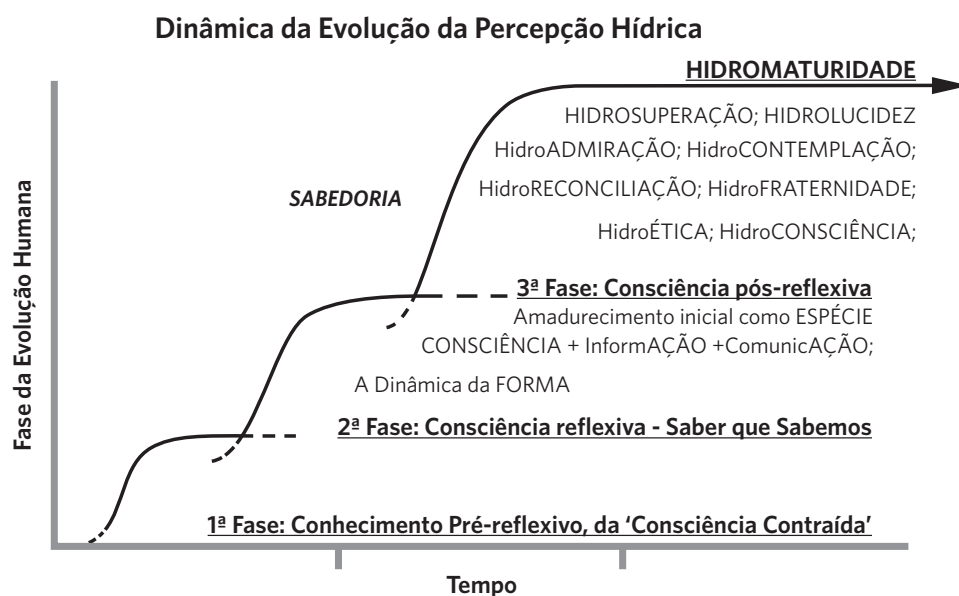 Dinâmica da Evolução da Percepção Hídrica
HIDROMATURIDADE
HIDROSUPERAÇÃO; HIDROLUCIDEZ
HidroADMIRAÇÃO; HidroCONTEMPLAÇÃO;
SABEDORIA
HidroRECONCILIAÇÃO; HidroFRATERNIDADE;
HidroÉTICA; HidroCONSCIÊNCIA;
3ª Fase: Consciência pós-reflexiva
Amadurecimento inicial como ESPÉCIE
CONSCIÊNCIA + InformAÇÃO +ComunicAÇÃO;
A Dinâmica da FORMA
2ª Fase: Consciência reflexiva - Saber que Sabemos
1ª Fase: Conhecimento Pré-reflexivo, da ‘Consciência Contraída’
Fase da Evolução Humana
Tempo